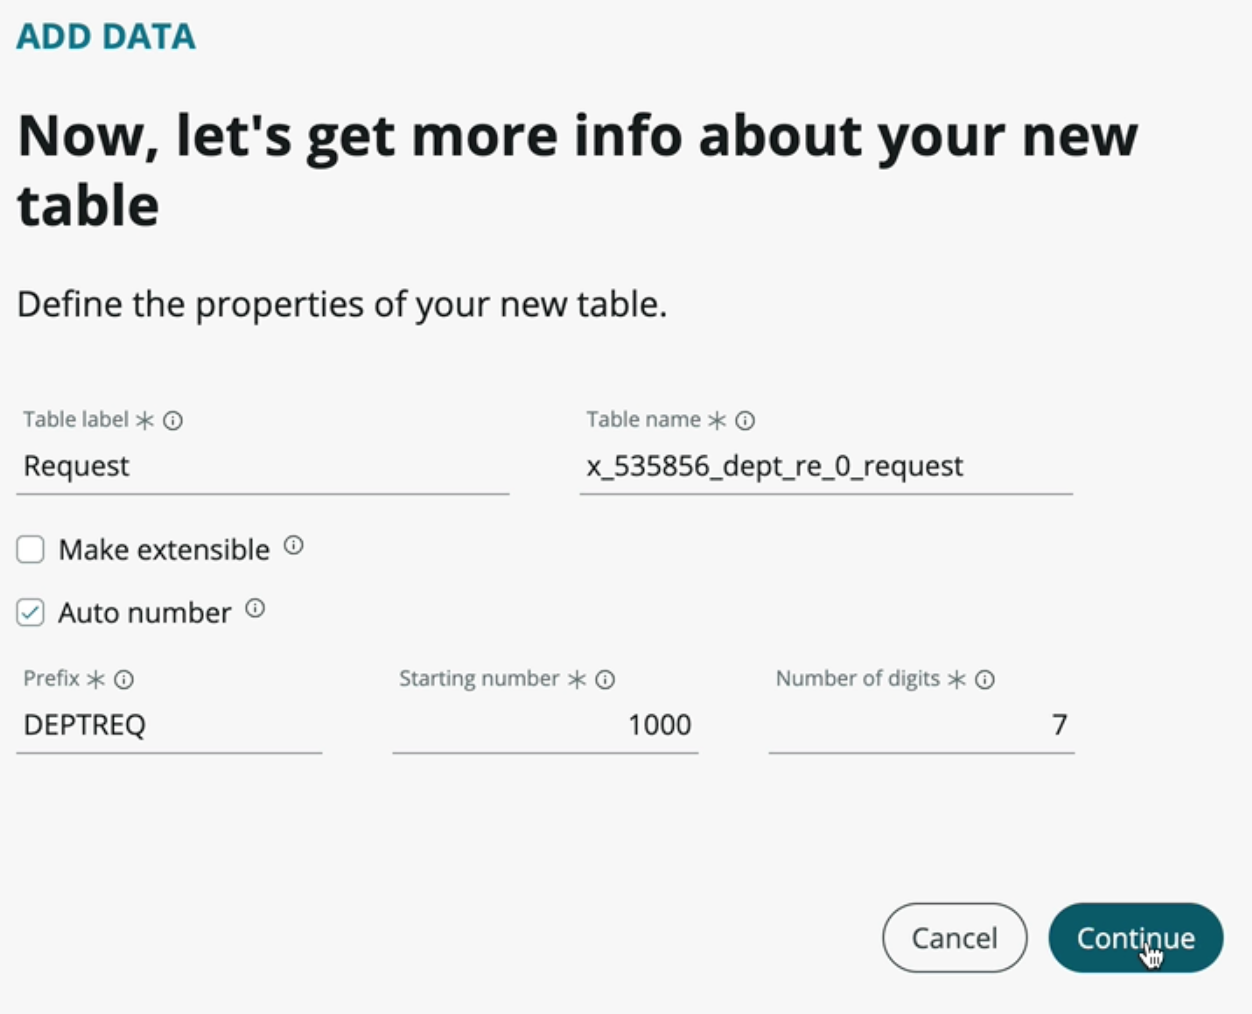 ADD DATA
Now, let's get more info about your new
table
Define the properties of your new table.
Table label * Table name *
Request x_535856_dept_re_0_request
Make extensible
Auto number
Prefix * Starting number * Number of digits *
DEPTREQ 1000 7
Cancel Continue